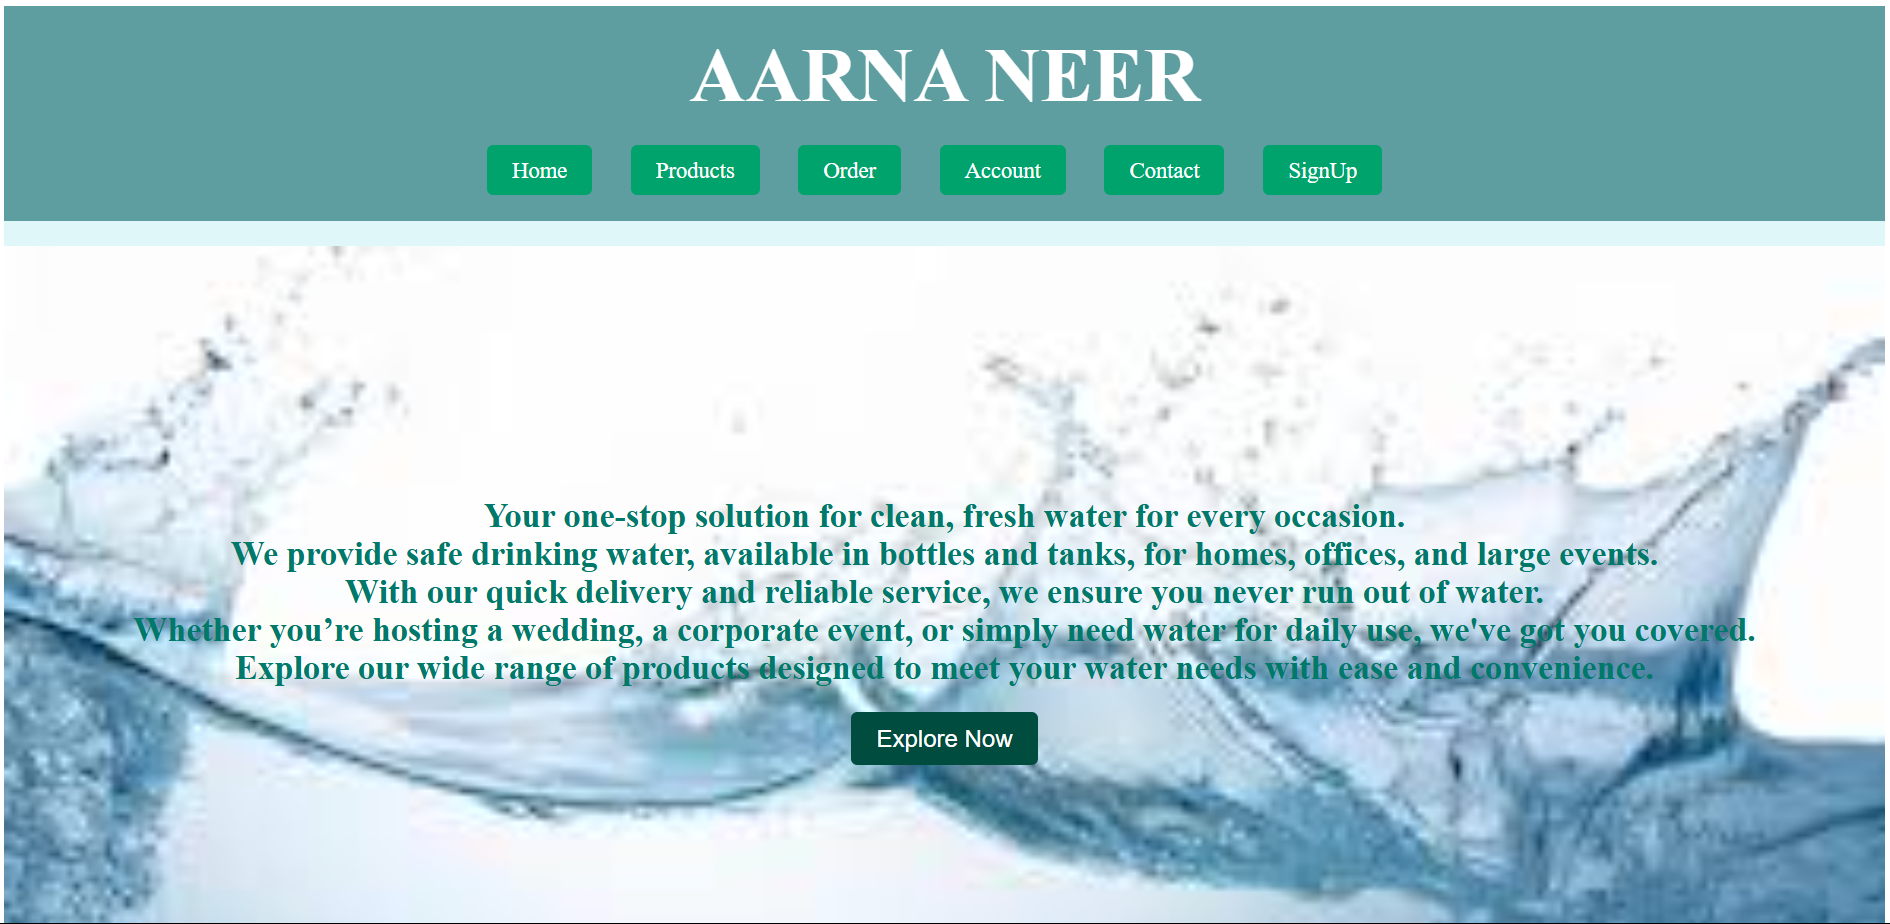 AARNA NEER
Home Products Order Account Contact SignUp
Your one-stop solution for clean, fresh water for every occasion.
We provide safe drinking water, available in bottles and tanks, for homes, offices, and large events.
With our quick delivery and reliable service, we ensure you never run out of water.
Whether you’re hosting a wedding, a corporate event, or simply need water for daily use, we've got you covered.
Explore our wide range of products designed to meet your water needs with ease and convenience.
Explore Now